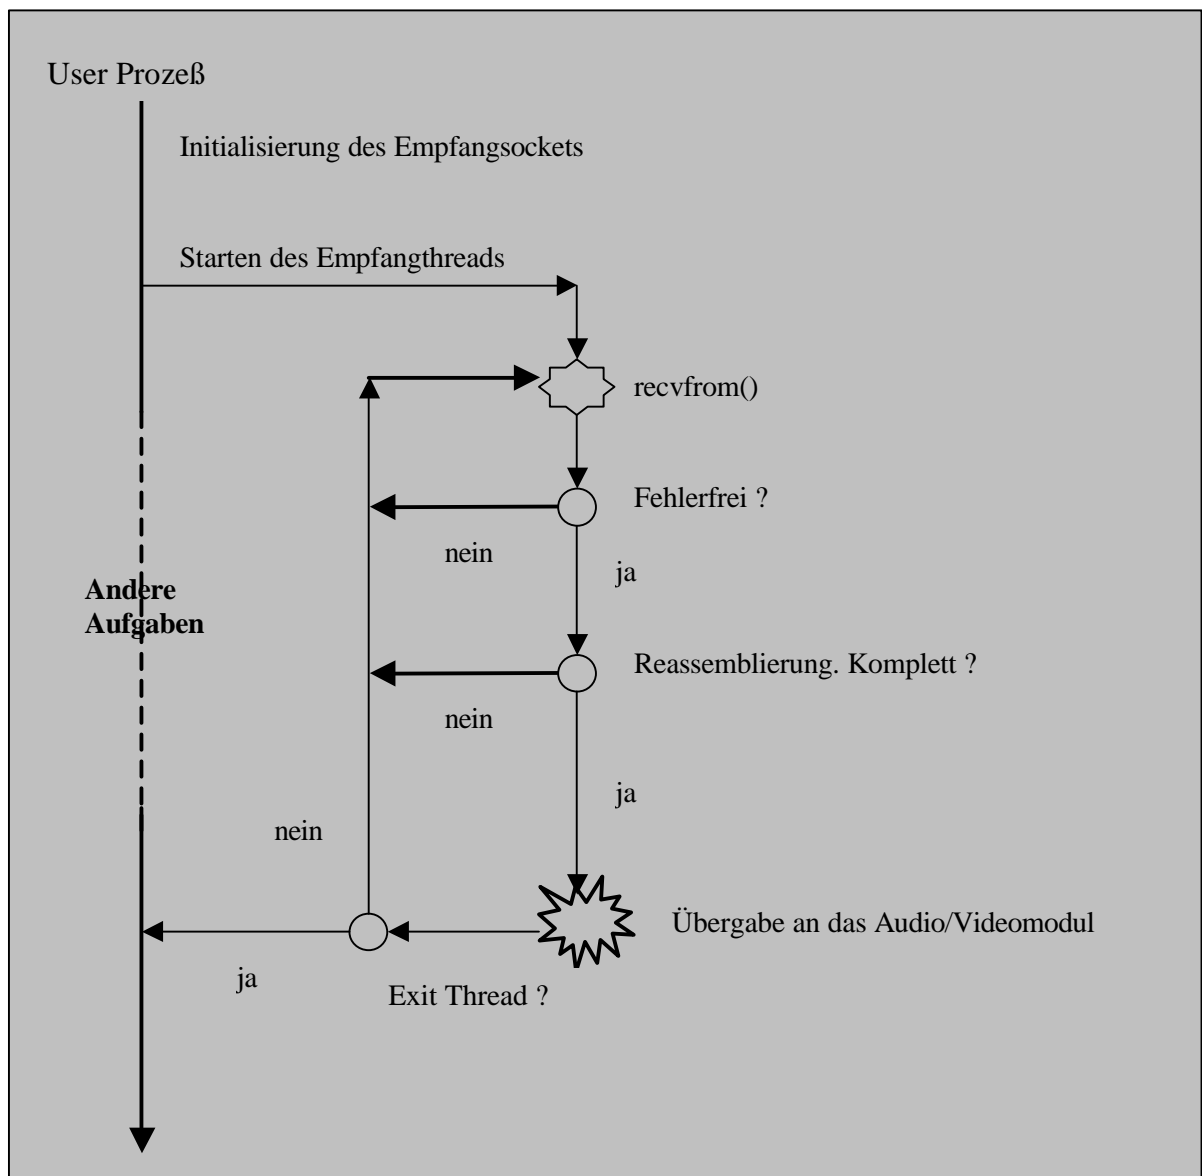 User Prozeß
Initialisierung des Empfangsockets
Starten des Empfangthreads
recvfrom()
Fehlerfrei ?
nein
ja
Andere
Aufgaben
Reassemblierung. Komplett ?
nein
ja
nein
Übergabe an das Audio/Videomodul
ja
Exit Thread ?